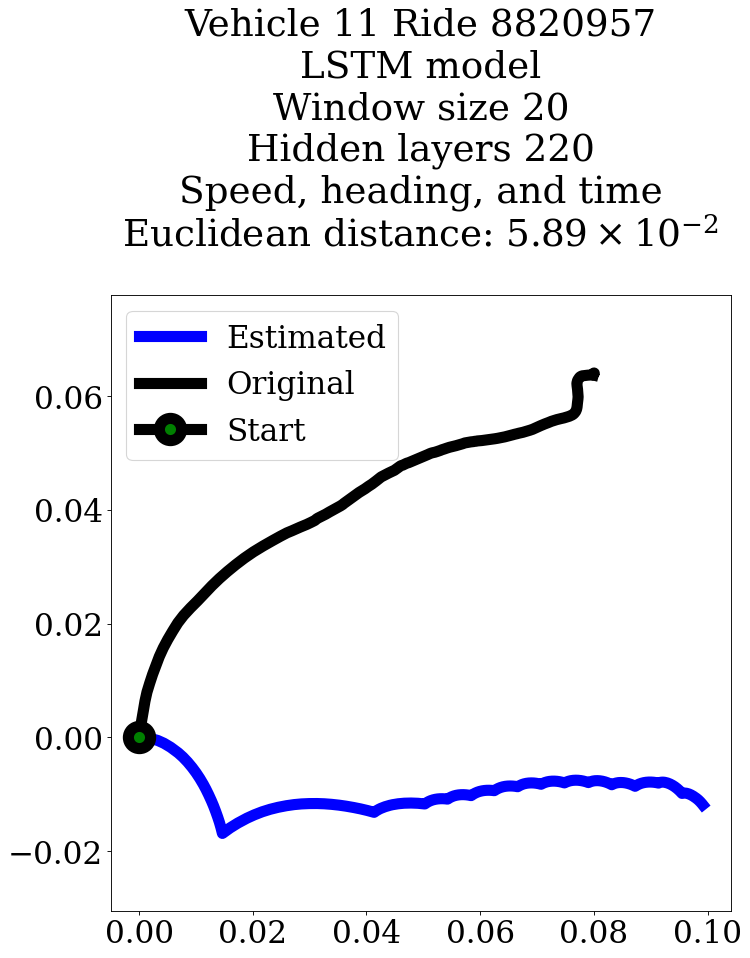 Vehicle 11 Ride 8820957
LSTM model
Window size 20
Hidden layers 220
Speed, heading, and time
Euclidean distance: 5.89 × 10⁻²
Estimated
Original
Start
0.06
0.04
0.02
0.00
−0.02
0.00 0.02 0.04 0.06 0.08 0.10